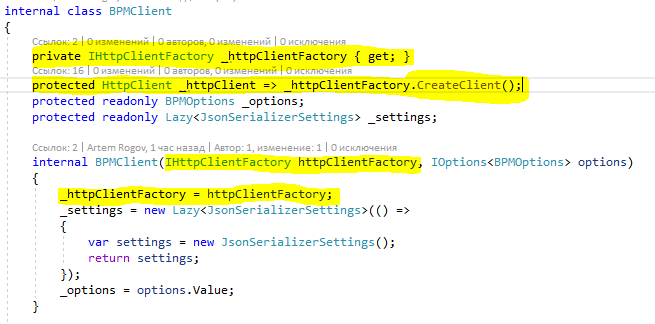 internal class BPMClient
{
Ссылок: 2 | 0 изменений | 0 авторов, 0 изменений | 0 исключения
private IHttpClientFactory _httpClientFactory { get; }
Ссылок: 16 | 0 изменений | 0 авторов, 0 изменений | 0 исключения
protected HttpClient _httpClient => _httpClientFactory.CreateClient();
protected readonly BPMOptions _options;
protected readonly Lazy<JsonSerializerSettings> _settings;
Ссылок: 2 | Artem Rogov, 1 час назад | Автор: 1, изменение: 1 | 0 исключения
internal BPMClient(IHttpClientFactory httpClientFactory, IOptions<BPMOptions> options)
{
_httpClientFactory = httpClientFactory;
_settings = new Lazy<JsonSerializerSettings>(() =>
{
var settings = new JsonSerializerSettings();
return settings;
});
_options = options.Value;
}